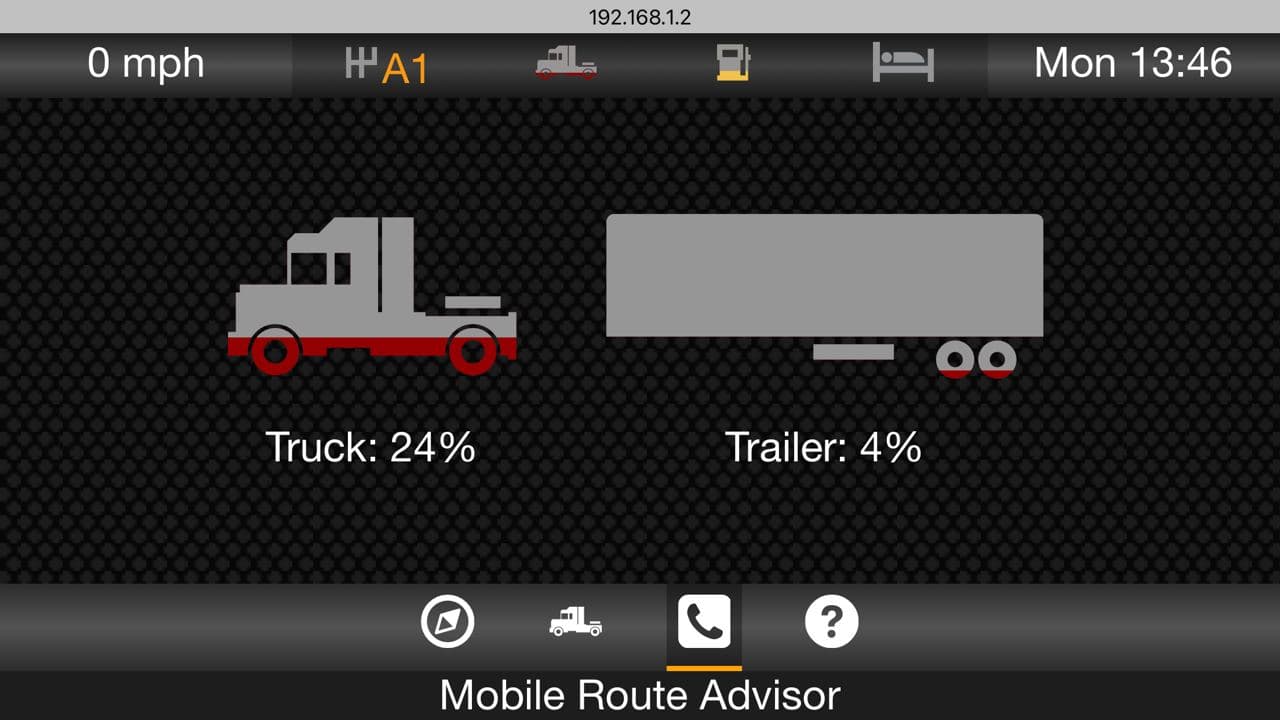 192.168.1.2
0 mph A1 Mon 13:46
Truck: 24% Trailer: 4%
?
Mobile Route Advisor